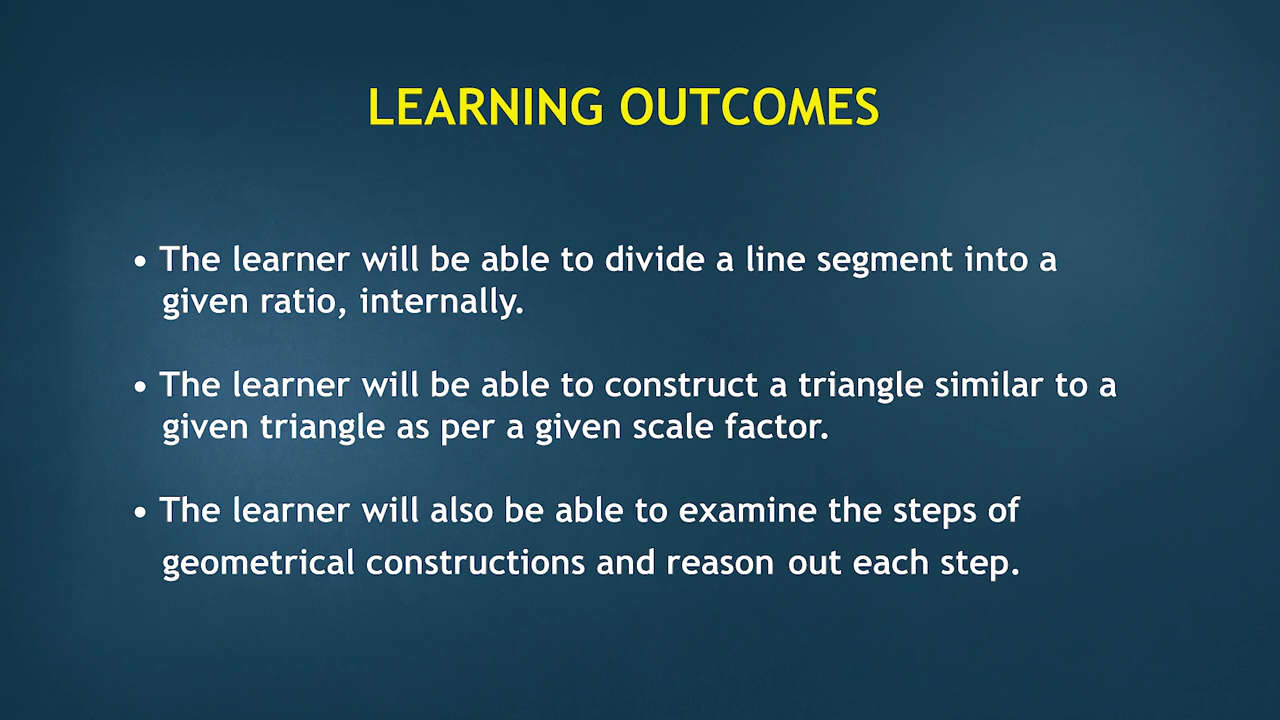 LEARNING OUTCOMES
• The learner will be able to divide a line segment into a
given ratio, internally.
• The learner will be able to construct a triangle similar to a
given triangle as per a given scale factor.
• The learner will also be able to examine the steps of
geometrical constructions and reason out each step.